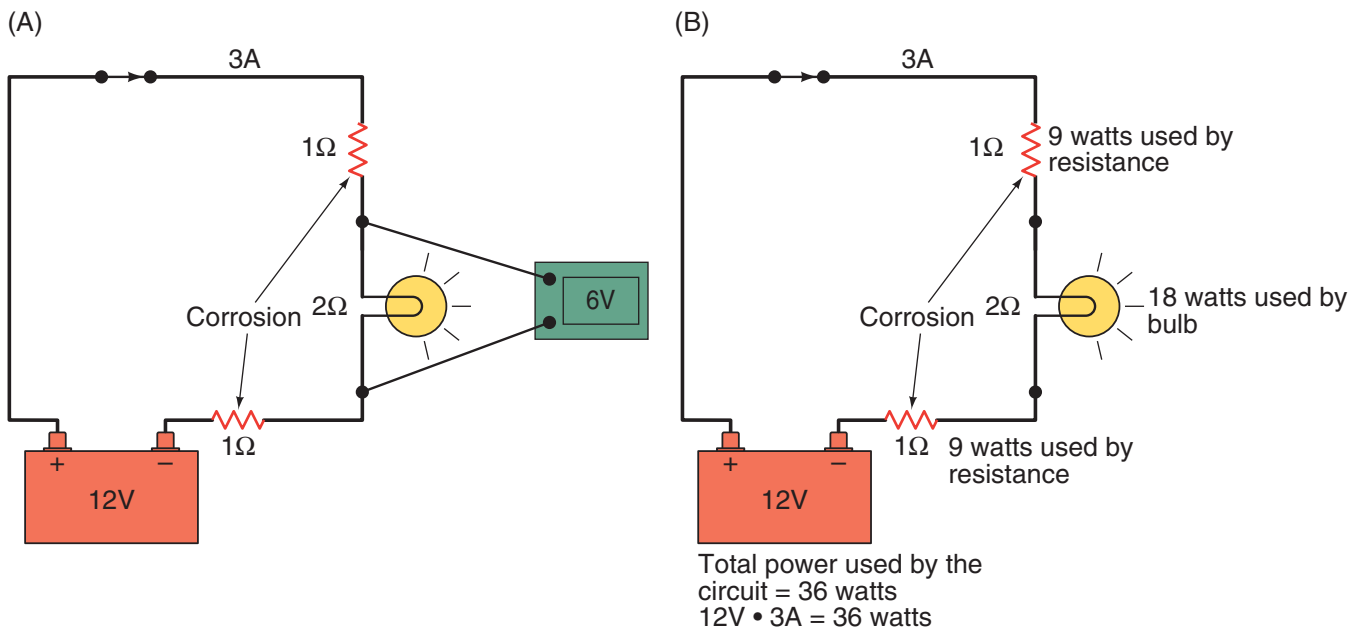 (A)
3A
1Ω
Corrosion
2Ω
6V
1Ω
+
−
12V
(B)
3A
1Ω
9 watts used by
resistance
Corrosion
2Ω
18 watts used by
bulb
1Ω
9 watts used by
resistance
+
−
12V
Total power used by the
circuit = 36 watts
12V • 3A = 36 watts